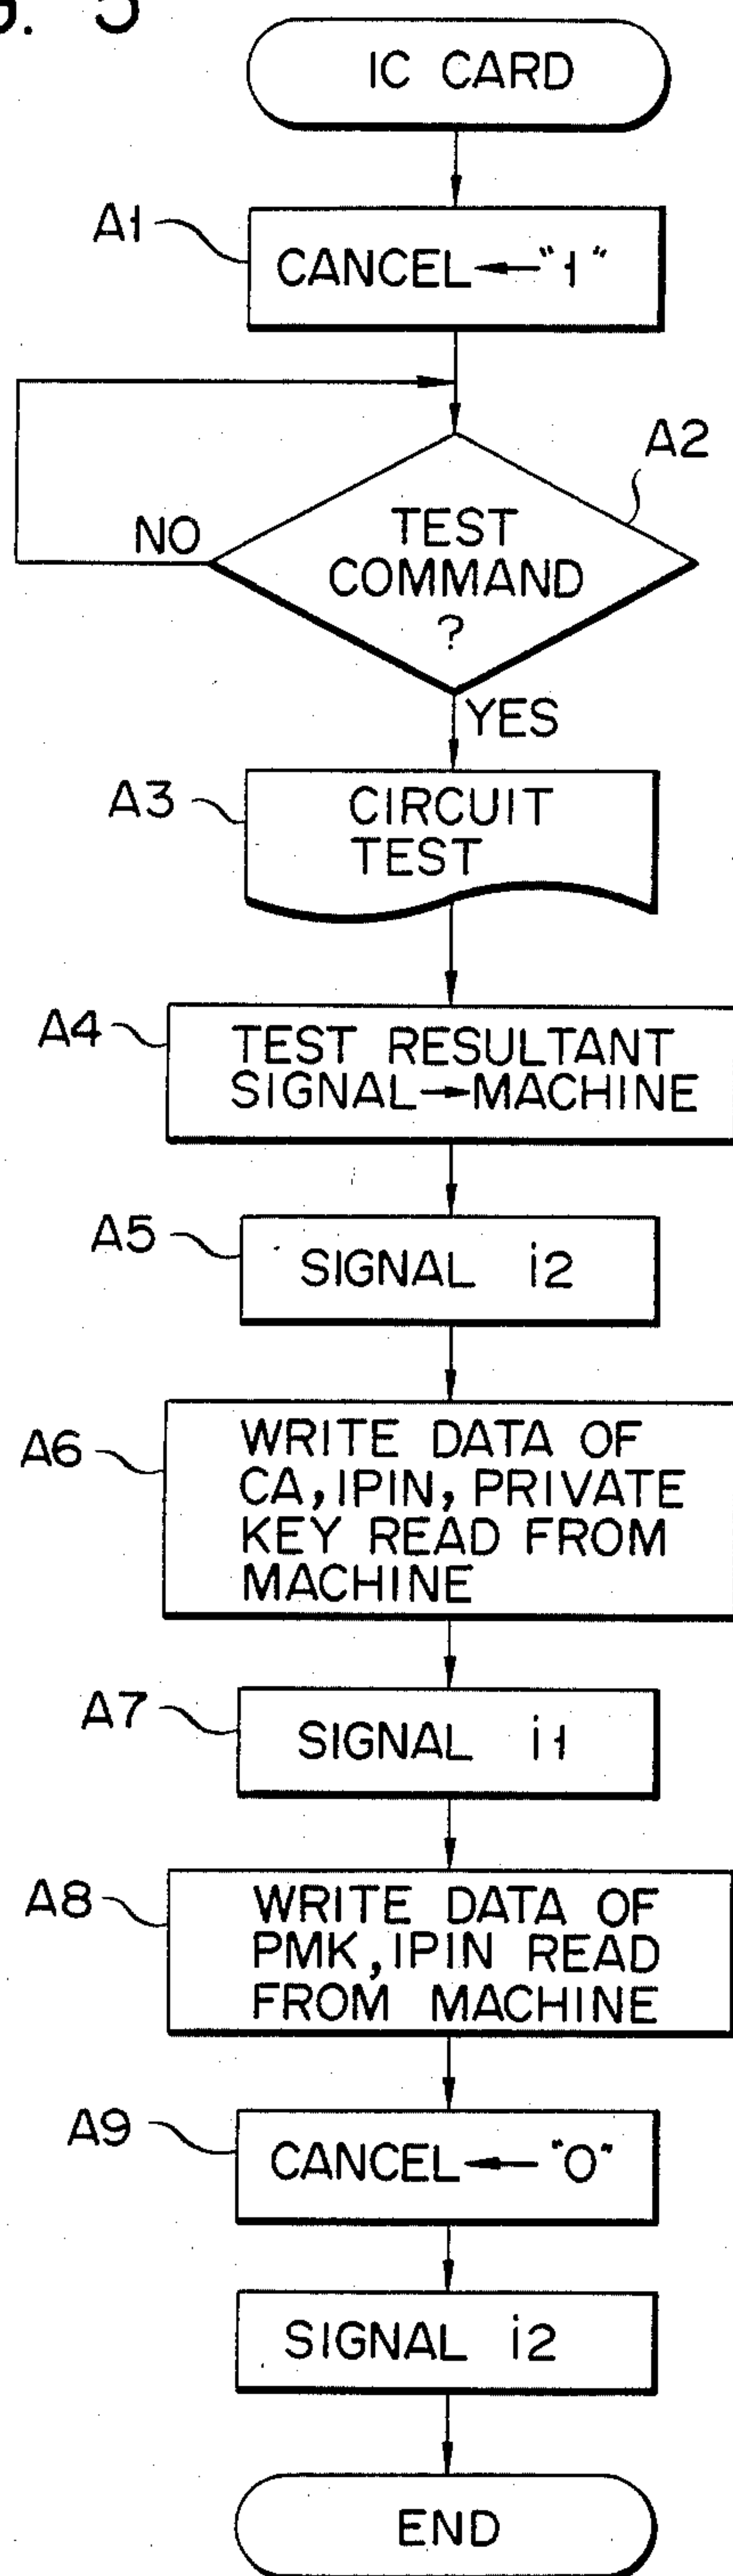 G. 5
IC CARD
A1
CANCEL←"1"
A2
NO
TEST
COMMAND
?
YES
A3
CIRCUIT
TEST
A4
TEST RESULTANT
SIGNAL→MACHINE
A5
SIGNAL i2
A6
WRITE DATA OF
CA, IPIN, PRIVATE
KEY READ FROM
MACHINE
A7
SIGNAL i1
A8
WRITE DATA OF
PMK, IPIN READ
FROM MACHINE
A9
CANCEL←"0"
SIGNAL i2
END